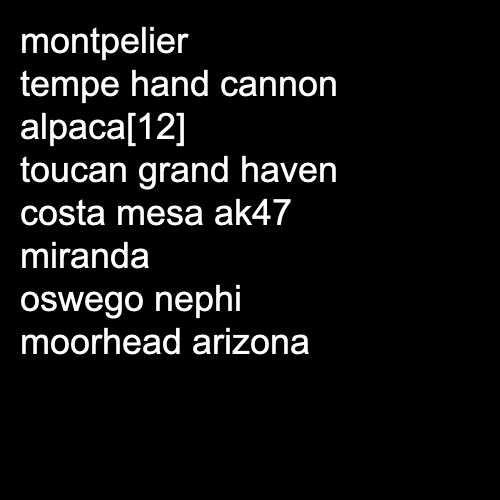 montpelier
tempe hand cannon
alpaca[12]
toucan grand haven
costa mesa ak47
miranda
oswego nephi
moorhead arizona